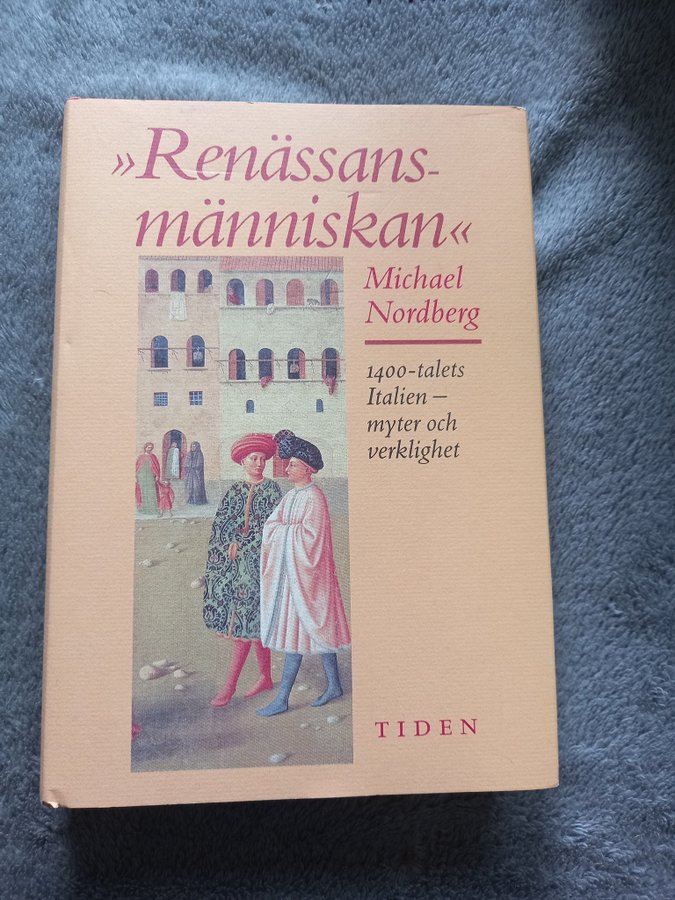 »Renässans-
människan«
Michael
Nordberg
1400-talets
Italien –
myter och
verklighet
TIDEN